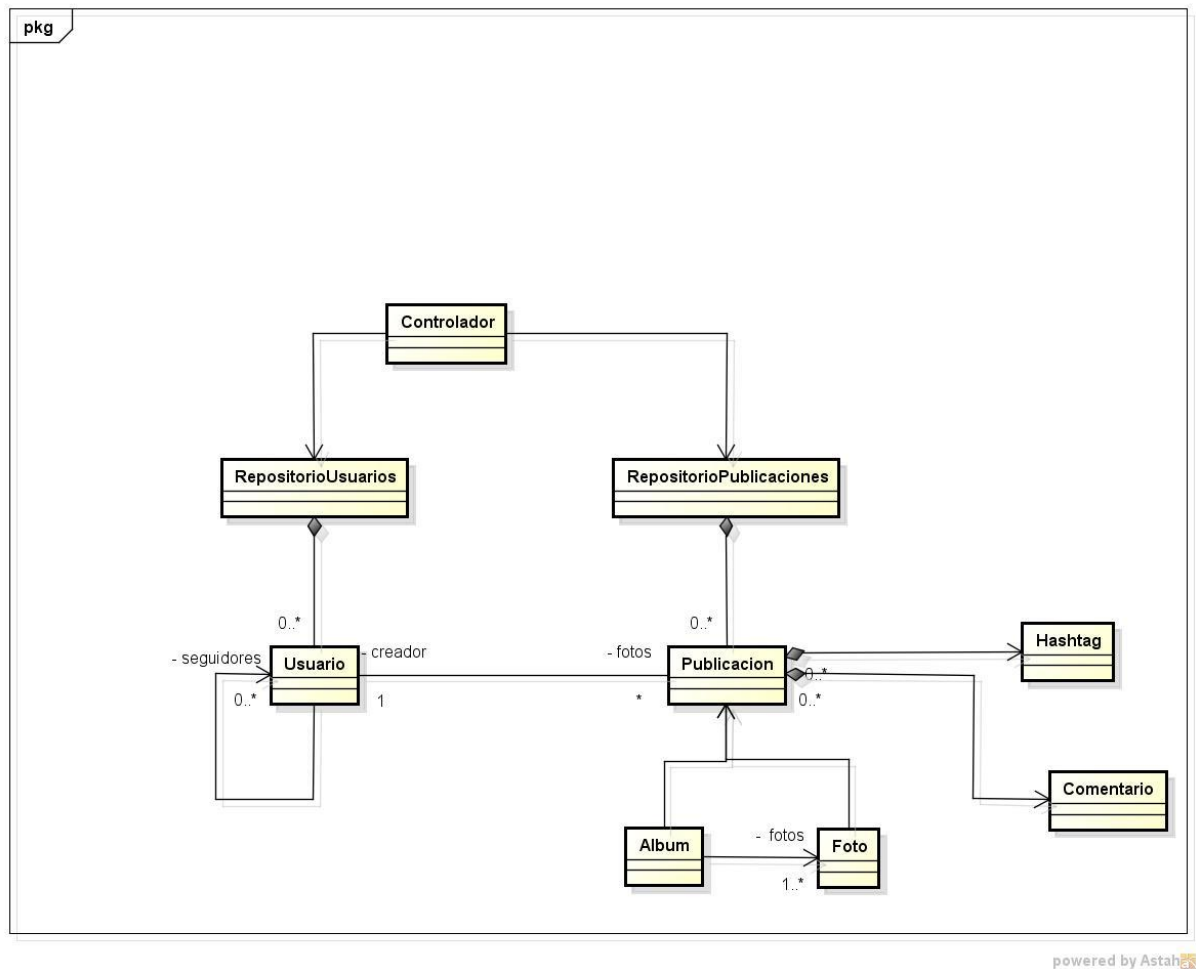 pkg
Controlador
RepositorioUsuarios
RepositorioPublicaciones
0..*
0..*
- seguidores
Usuario
- creador
- fotos
Publicacion
Hashtag
0..*
0..*
1
*
0..*
Comentario
- fotos
Album
Foto
1..*
powered by Astah